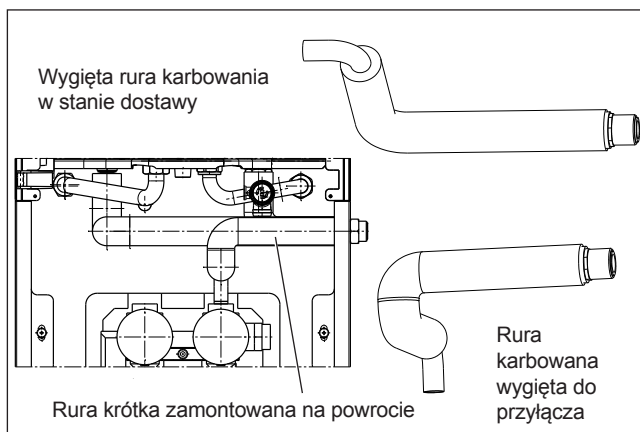 Wygięta rura karbowania
w stanie dostawy
Rura
karbowana
wygięta do
przyłącza
Rura krótka zamontowana na powrocie